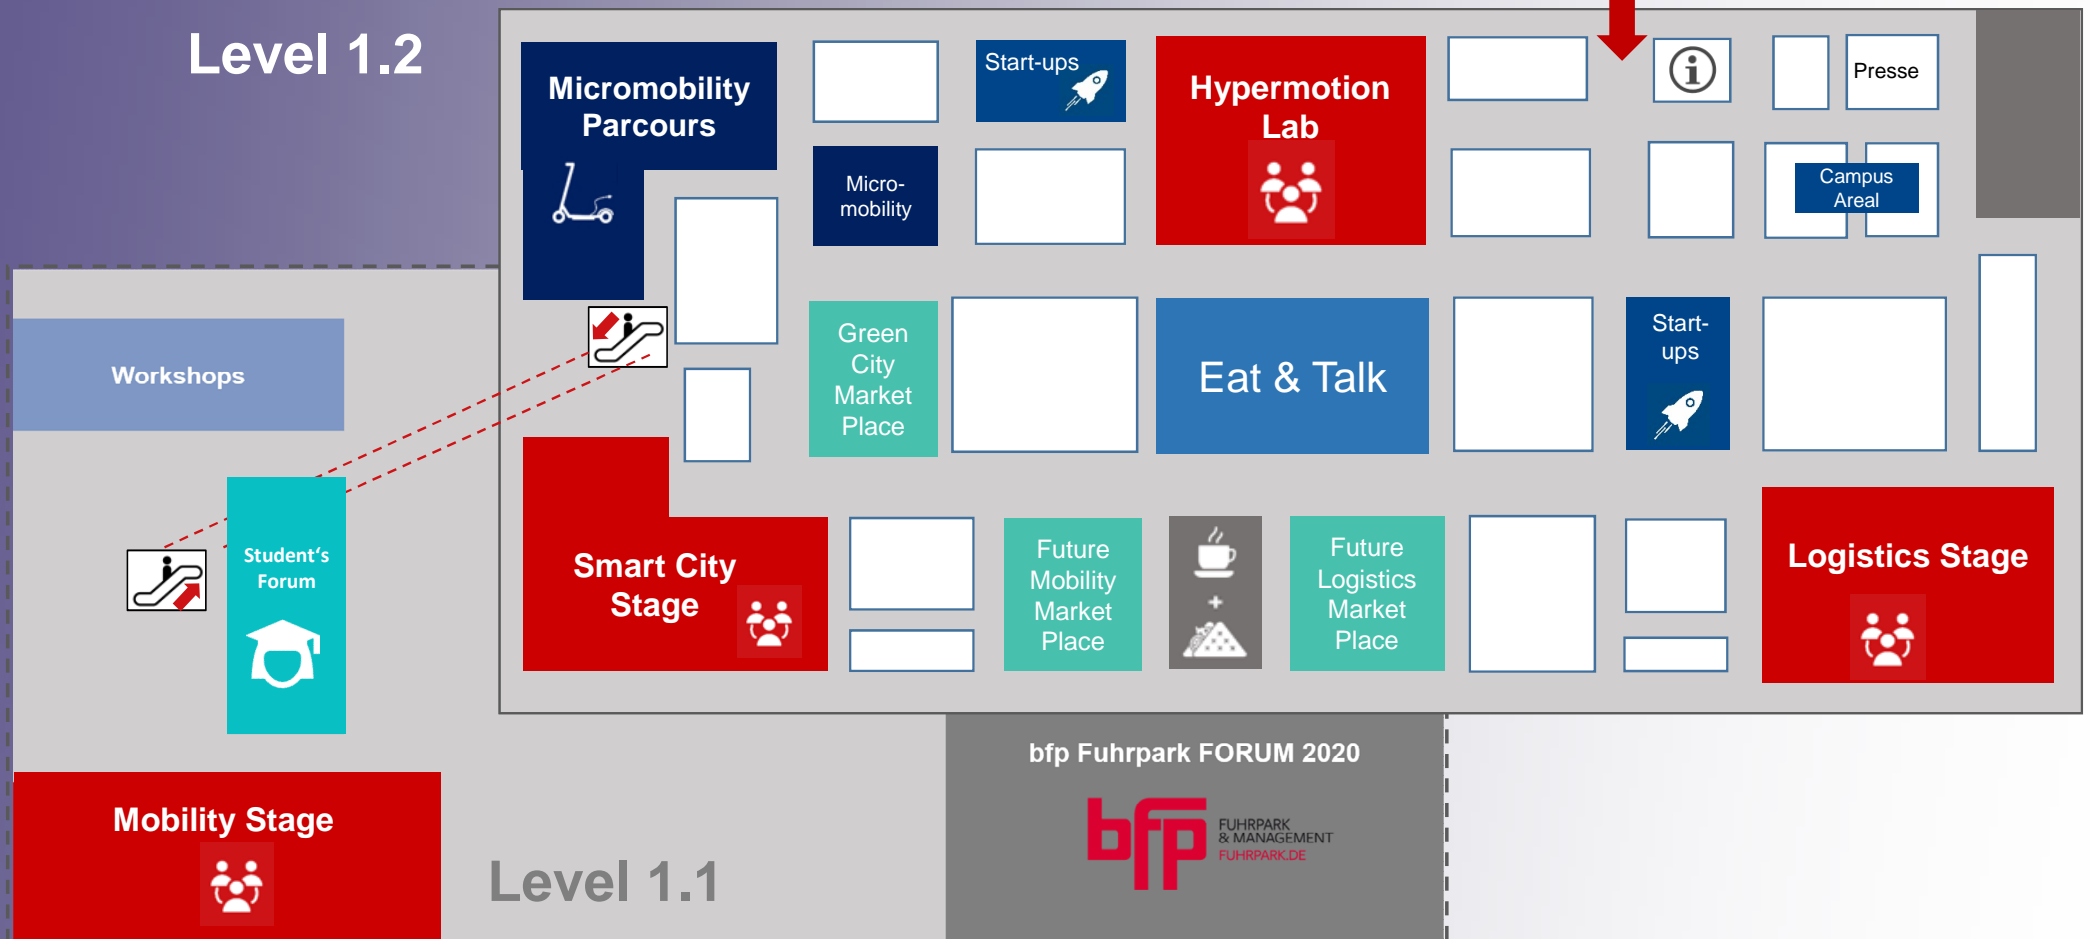 Level 1.2
Micromobility
Parcours
Start-ups
Hypermotion
Lab
i
Presse
Micro-
mobility
Campus
Areal
Workshops
Green
City
Market
Place
Eat & Talk
Start-
ups
Student‘s
Forum
Smart City
Stage
Future
Mobility
Market
Place
+
Future
Logistics
Market
Place
Logistics Stage
bfp Fuhrpark FORUM 2020
Mobility Stage
Level 1.1
bfp
FUHRPARK
& MANAGEMENT
FUHRPARK.DE